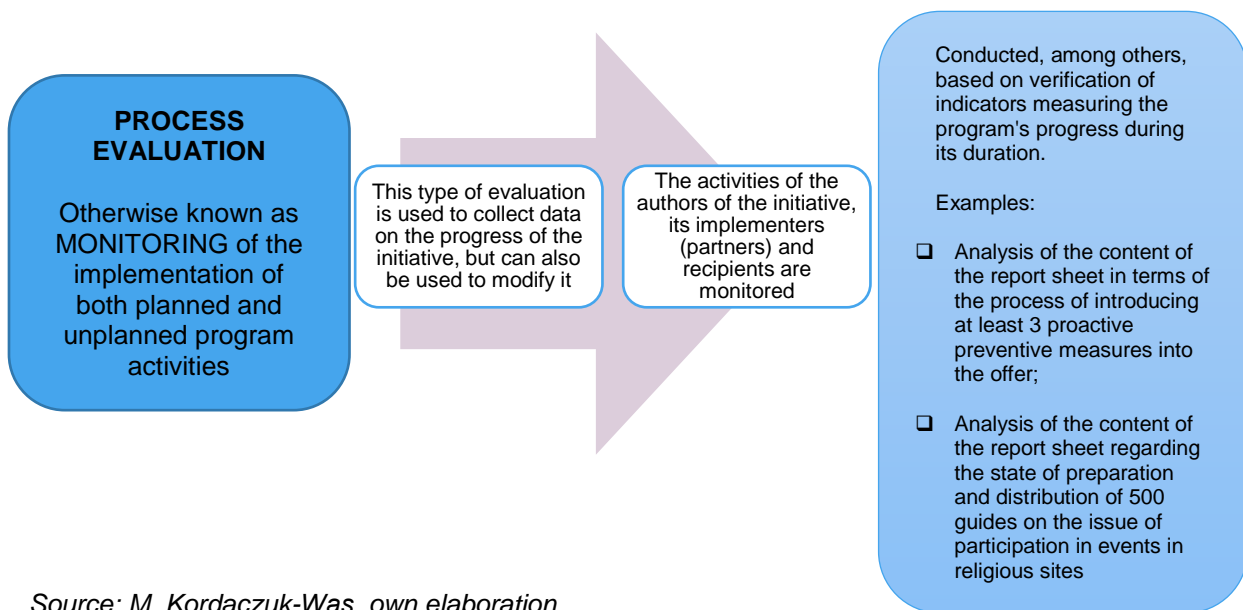 PROCESS
EVALUATION
Otherwise known as
MONITORING of the
implementation of
both planned and
unplanned program
activities
This type of evaluation
is used to collect data
on the progress of the
initiative, but can also
be used to modify it
The activities of the
authors of the initiative,
its implementers
(partners) and
recipients are
monitored
Conducted, among others,
based on verification of
indicators measuring the
program's progress during
its duration.
Examples:
❑ Analysis of the content of
the report sheet in terms of
the process of introducing
at least 3 proactive
preventive measures into
the offer;
❑ Analysis of the content of
the report sheet regarding
the state of preparation
and distribution of 500
guides on the issue of
participation in events in
religious sites
Source: M. Kordaczuk-Was, own elaboration